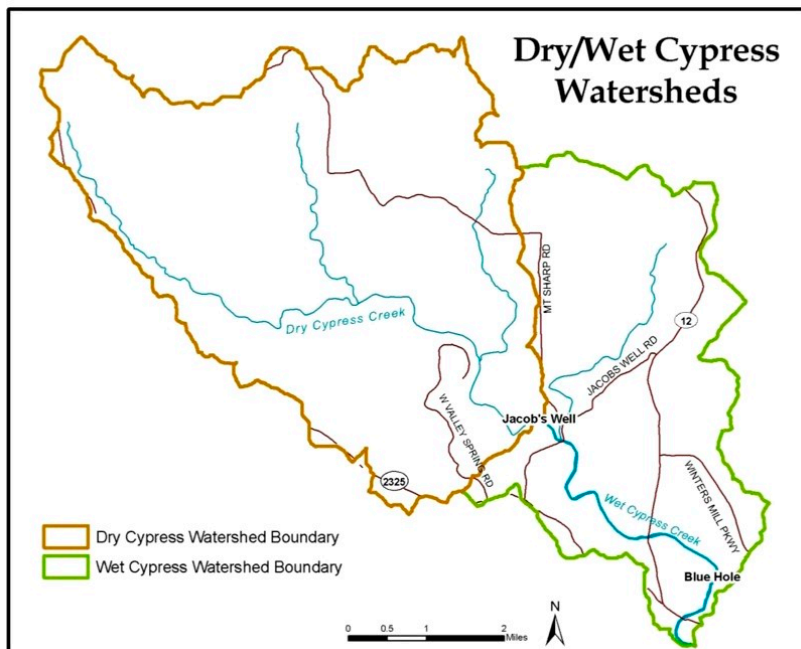 Dry/Wet Cypress
Watersheds
MT SHARP RD
12
Dry Cypress Creek
JACOBS WELL RD
W VALLEY SPRING RD
Jacob's Well
2325
WINTERS MILL PKWY
Wet Cypress Creek
Dry Cypress Watershed Boundary
Wet Cypress Watershed Boundary
Blue Hole
N
0 0.5 1 2
Miles